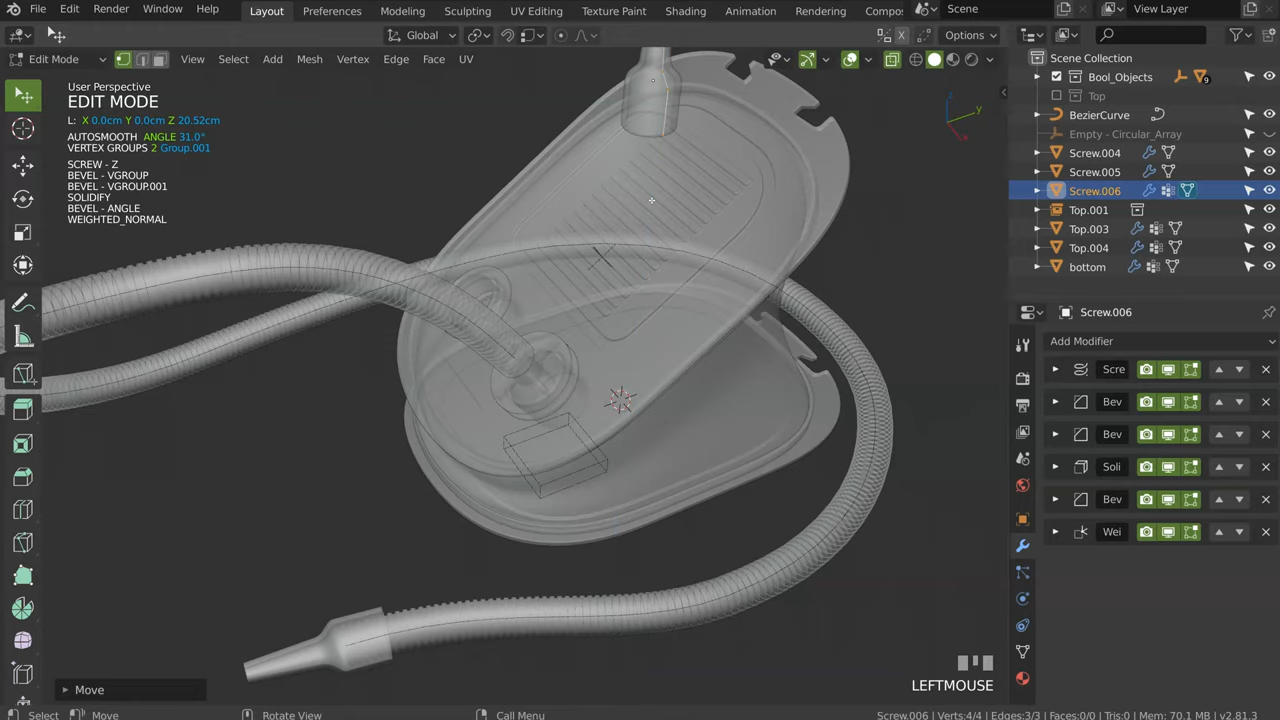 File Edit Render Window Help Layout Preferences Modeling Sculpting UV Editing Texture Paint Shading Animation Rendering Compo Scene View Layer
Global Options
Edit Mode View Select Add Mesh Vertex Edge Face UV
User Perspective
EDIT MODE
L: X 0.0cm Y 0.0cm Z 20.52cm
AUTOSMOOTH ANGLE 31.0°
VERTEX GROUPS 2 Group.001
SCREW - Z
BEVEL - VGROUP
BEVEL - VGROUP.001
SOLIDIFY
BEVEL - ANGLE
WEIGHTED_NORMAL
z
y
x
Scene Collection
Bool_Objects 9
Top
BezierCurve
Empty - Circular_Array
Screw.004
Screw.005
Screw.006
Top.001
Top.003
Top.004
bottom
Screw.006
Add Modifier
Scre
Bev
Bev
Soli
Bev
Wei
LEFTMOUSE
Move
Select Move Rotate View Call Menu Screw.006 | Verts:4/4 | Edges:3/3 | Faces:0/0 | Tris:0 | Mem: 70.1 MB | v2.81.3